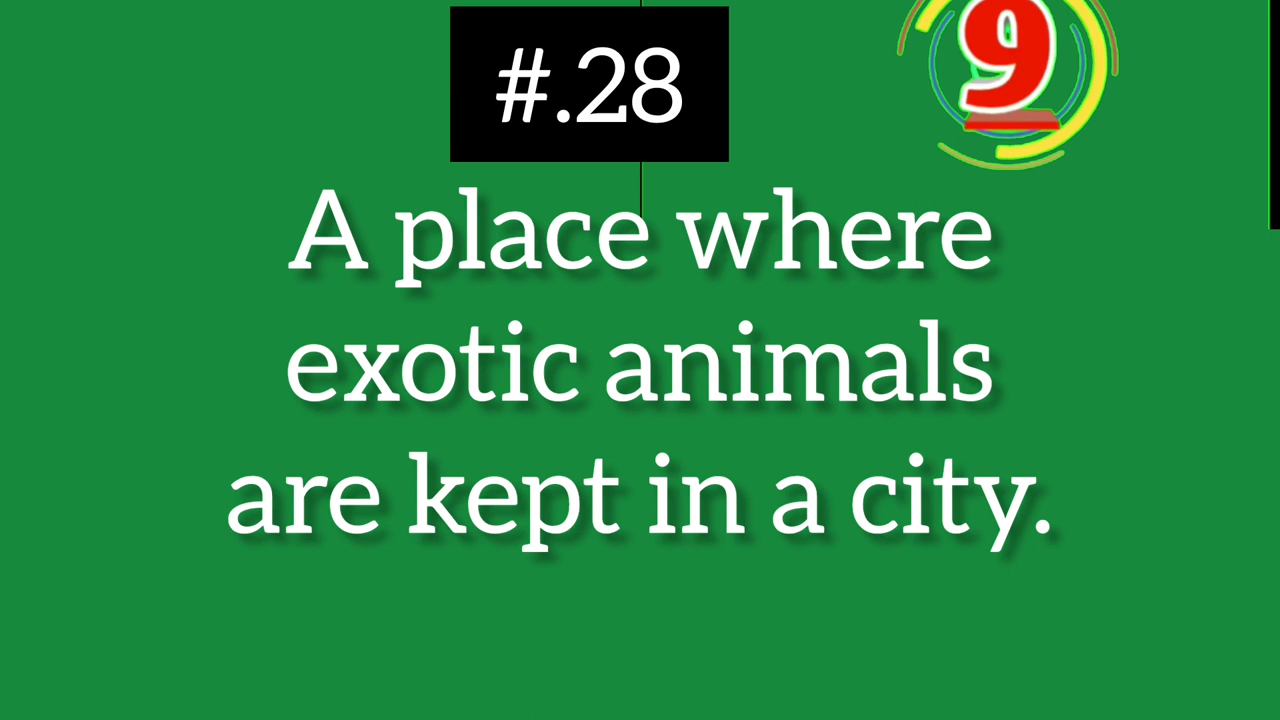 #.28
9
A place where
exotic animals
are kept in a city.